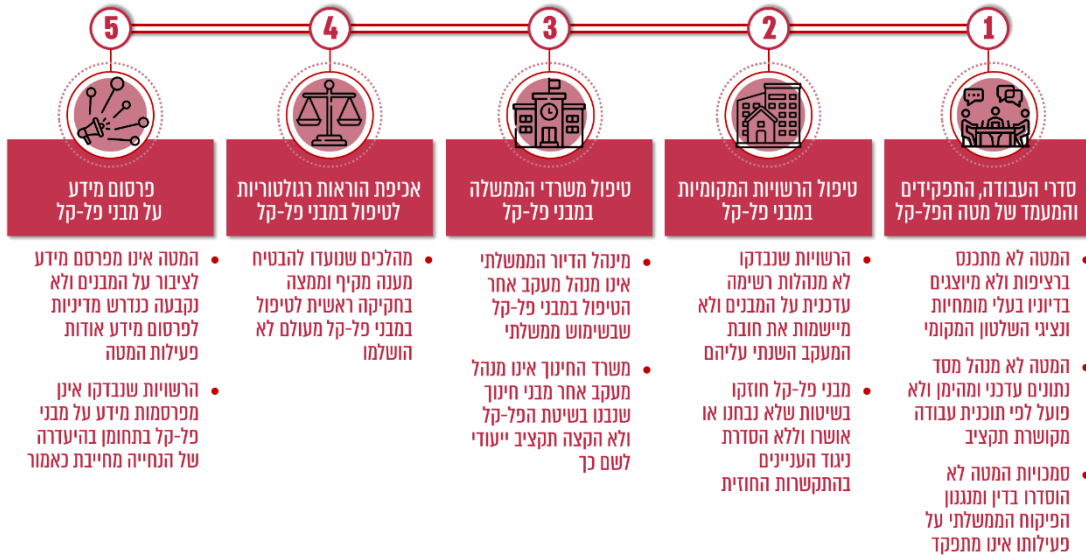 1
סדרי העבודה, התפקידים
והמעמד של מטה הפל-קל
המטה לא מתכנס
ברציפות ולא מיוצגים
בדיוניו בעלי מומחיות
ונציגי השלטון המקומי
המטה לא מנהל מסד
נתונים עדכני ומהימן ולא
פועל לפי תוכנית עבודה
מקושרת תקציב
סמכויות המטה לא
הוסדרו בדין ומנגנון
הפיקוח הממשלתי על
פעילותו אינו מתפקד
2
טיפול הרשויות המקומיות
במבני פל-קל
הרשויות שנבדקו
לא מנהלות רשימה
עדכנית על המבנים ולא
מיישמות את חובת
המעקב השנתי עליהם
מבני פל-קל חוזקו
בשיטות שלא נבחנו או
אושרו וללא הסדרת
ניגוד העניינים
בהתקשרות החוזית
3
טיפול משרדי הממשלה
במבני פל-קל
מינהל הדיור הממשלתי
אינו מנהל מעקב אחר
הטיפול במבני פל-קל
שבשימוש ממשלתי
משרד החינוך אינו מנהל
מעקב אחר מבני חינוך
שנבנו בשיטת הפל-קל
ולא הקצה תקציב ייעודי
לשם כך
4
אכיפת הוראות רגולטוריות
לטיפול במבני פל-קל
מהלכים שנועדו להבטיח
מענה מקיף וממצה
בחקיקה ראשית לטיפול
במבני פל-קל מעולם לא
הושלמו
5
פרסום מידע
על מבני פל-קל
המטה אינו מפרסם מידע
לציבור על המבנים ולא
נקבעה כנדרש מדיניות
לפרסום מידע אודות
פעילות המטה
הרשויות שנבדקו אינן
מפרסמות מידע על מבני
פל-קל בתחומן בהיעדרה
של הנחייה מחייבת כאמור